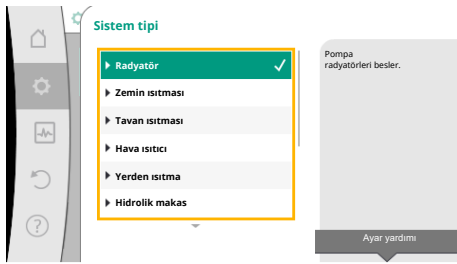 Sistem tipi
Radyatör
Zemin ısıtması
Tavan ısıtması
Hava ısıtıcı
Yerden ısıtma
Hidrolik makas
Pompa
radyatörleri besler.
Ayar yardımı